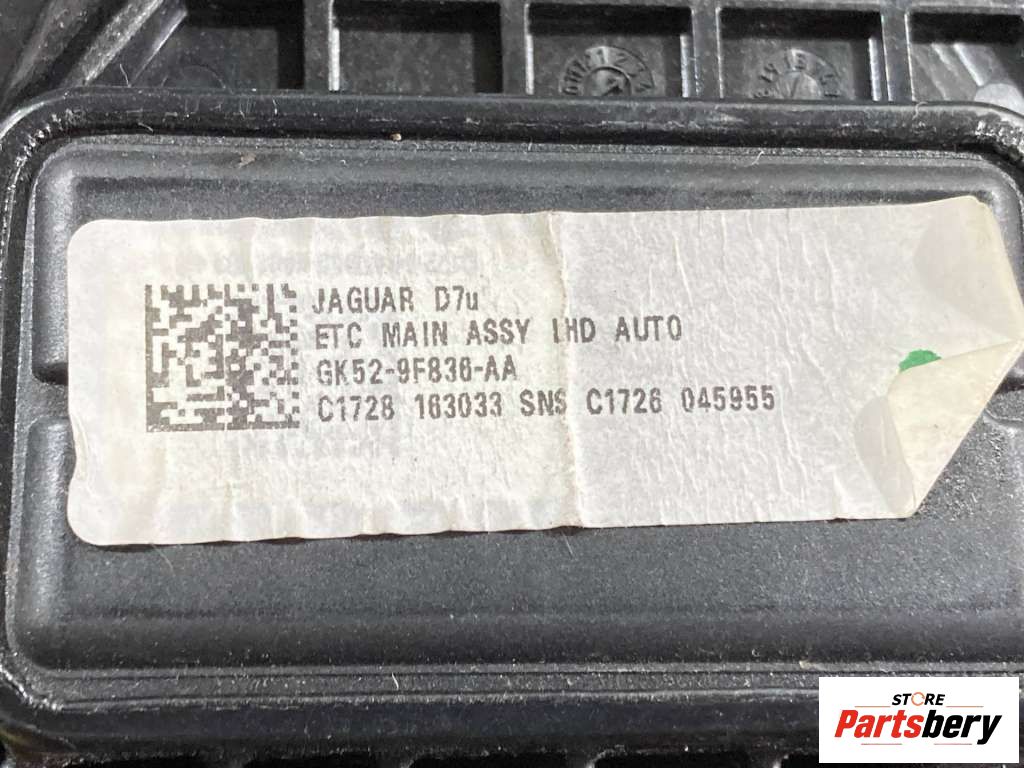 JAGUAR D7u
ETC MAIN ASSY LHD AUTO
GK52-9F836-AA
C1728 163033 SNS C1726 045955
STORE
Partsbery